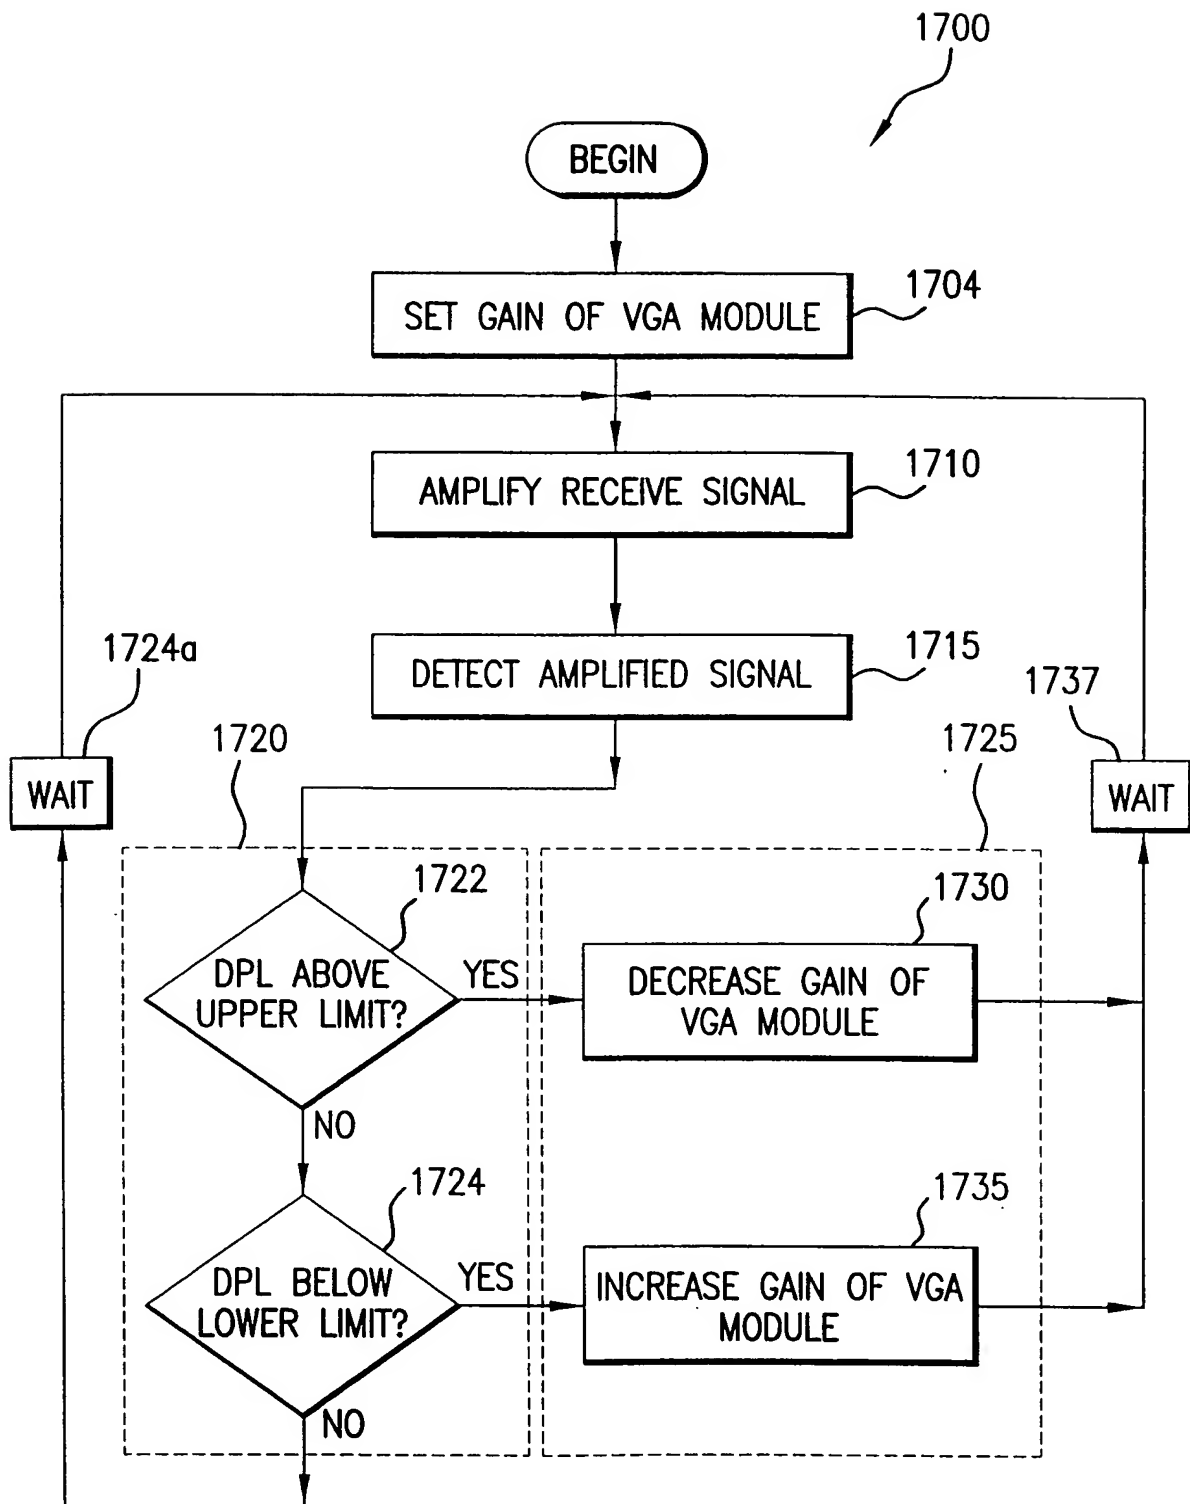 1700
BEGIN
1704
SET GAIN OF VGA MODULE
1710
AMPLIFY RECEIVE SIGNAL
1715
DETECT AMPLIFIED SIGNAL
1724a
WAIT
1720
1725
1737
WAIT
1722
DPL ABOVE
UPPER LIMIT?
YES
1730
DECREASE GAIN OF
VGA MODULE
NO
1724
DPL BELOW
LOWER LIMIT?
YES
1735
INCREASE GAIN OF VGA
MODULE
NO